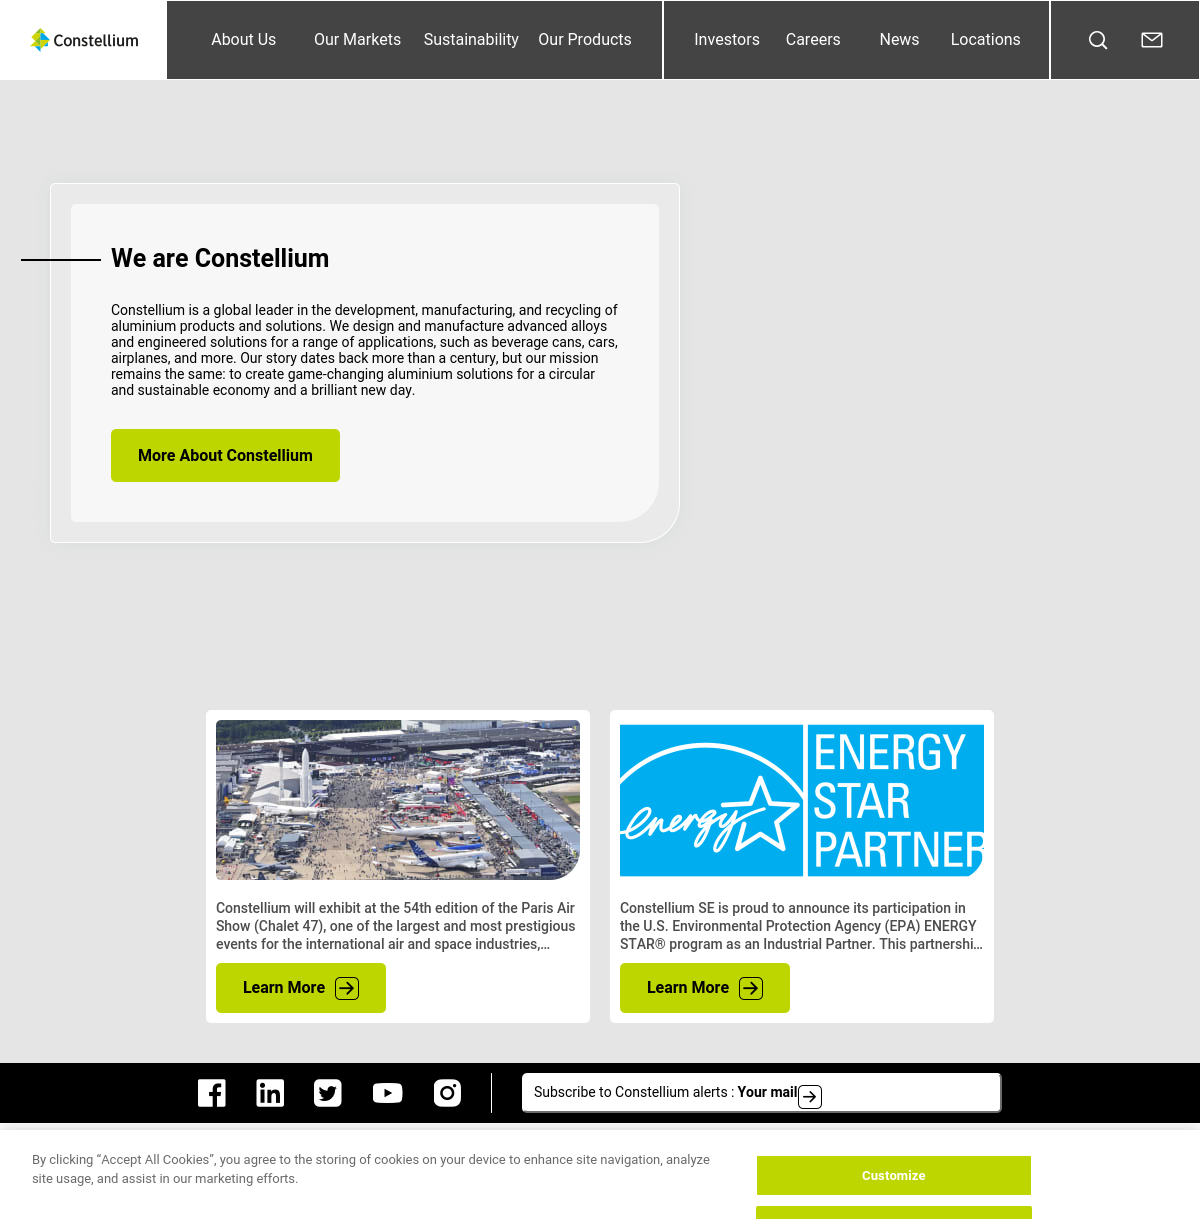 Constellium
About Us
Our Markets
Sustainability
Our Products
Investors
Careers
News
Locations
We are Constellium
Constellium is a global leader in the development, manufacturing, and recycling of
aluminium products and solutions. We design and manufacture advanced alloys
and engineered solutions for a range of applications, such as beverage cans, cars,
airplanes, and more. Our story dates back more than a century, but our mission
remains the same: to create game-changing aluminium solutions for a circular
and sustainable economy and a brilliant new day.
More About Constellium
energy
ENERGY
STAR
PARTNER
Constellium will exhibit at the 54th edition of the Paris Air
Show (Chalet 47), one of the largest and most prestigious
events for the international air and space industries,...
Learn More
Constellium SE is proud to announce its participation in
the U.S. Environmental Protection Agency (EPA) ENERGY
STAR® program as an Industrial Partner. This partnershi...
Learn More
Subscribe to Constellium alerts : Your mail
By clicking “Accept All Cookies”, you agree to the storing of cookies on your device to enhance site navigation, analyze
site usage, and assist in our marketing efforts.
Customize